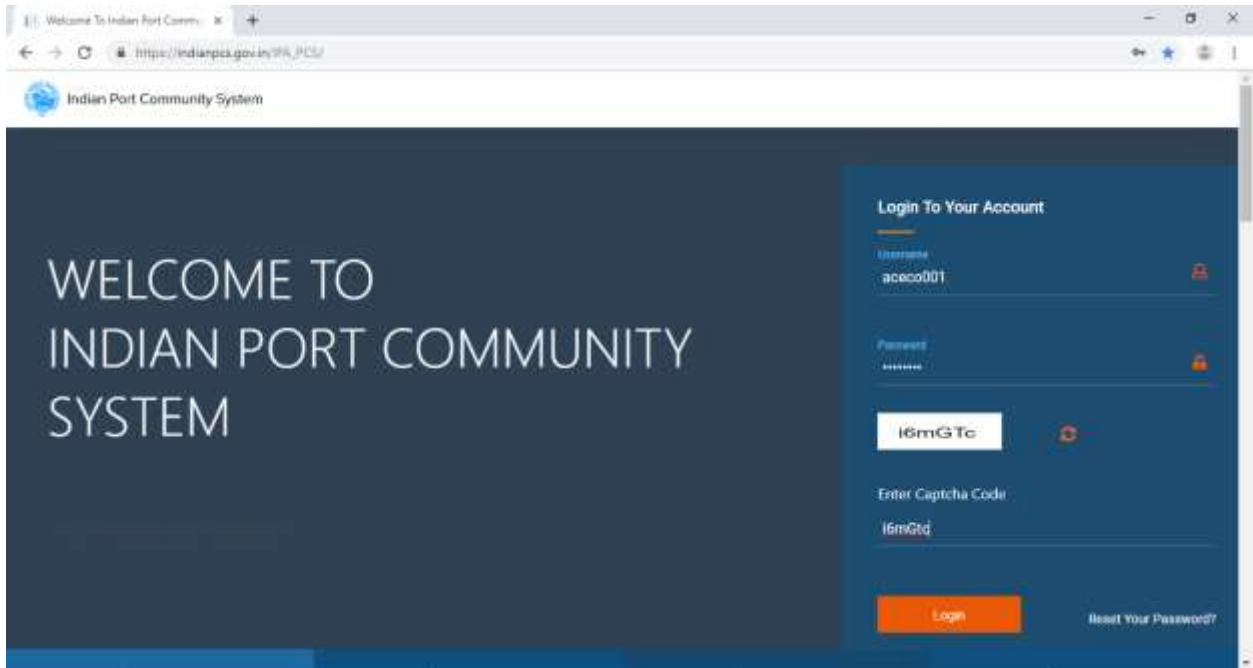 Welcome To Indian Port Commu
https://indianpcs.gov.in/IPA_PCS/
Indian Port Community System
Login To Your Account
Username
aceco001
WELCOME TO
INDIAN PORT COMMUNITY
SYSTEM
Password
i6mGTc
Enter Captcha Code
i6mGtc
Login
Reset Your Password?